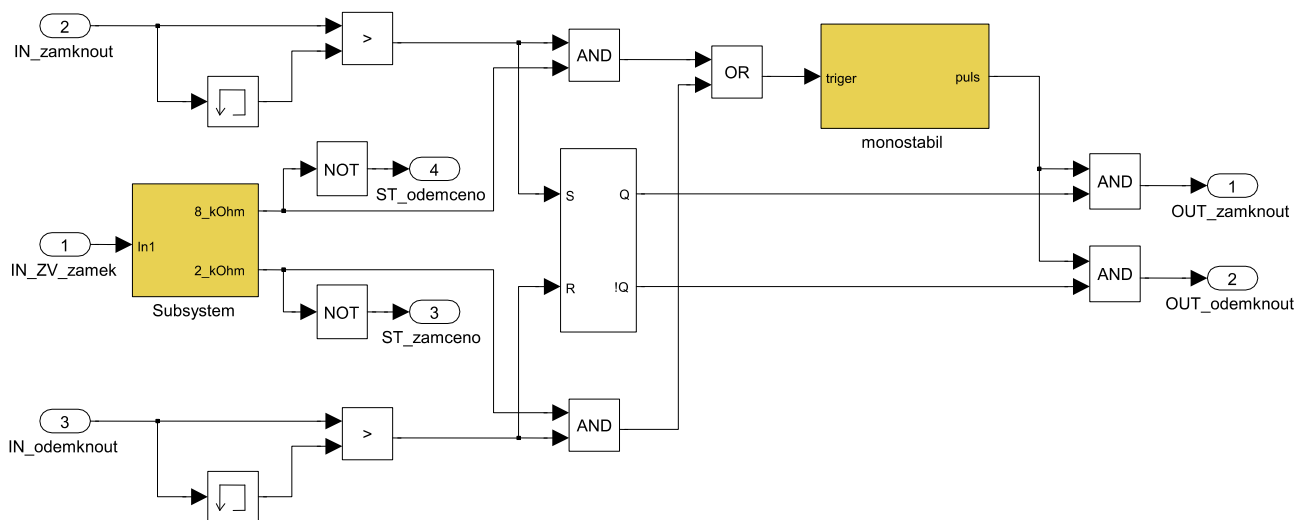 2
IN_zamknout
>
AND
OR
triger
puls
monostabil
NOT
4
ST_odemceno
8_kOhm
1
IN_ZV_zamek
In1
2_kOhm
Subsystem
NOT
3
ST_zamceno
S
Q
R
!Q
AND
1
OUT_zamknout
AND
2
OUT_odemknout
3
IN_odemknout
>
AND